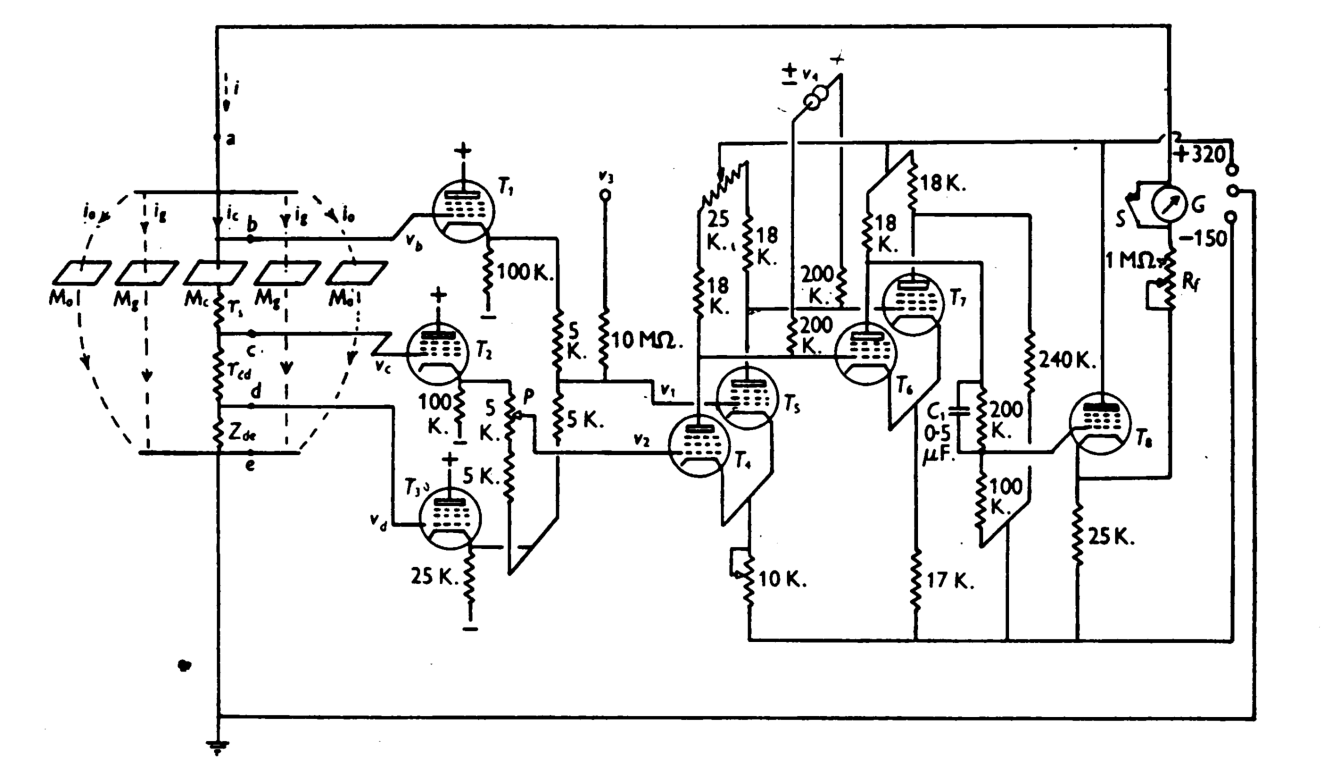 i
a
+
T₁
i₀
i_g
i_c
i_g
i₀
b
v_b
100 K.
−
M₀
M_g
M_c
M_g
M₀
r_s
c
v_c
+
T₂
100
K.
−
r_cd
d
Z_de
e
v_d
+
T₃
25 K.
−
P
5
K.
5 K.
5
K.
5 K.
v₃
10 MΩ.
v₁
v₂
±
v₄
+
25
K.
18
K.
18
K.
200
K.
200
K.
T₄
T₅
10 K.
18 K.
18
K.
T₆
T₇
17 K.
C₁
0·5
μF.
200
K.
100
K.
240K.
T₈
25 K.
+320
S
G
−150
1 MΩ
R_f